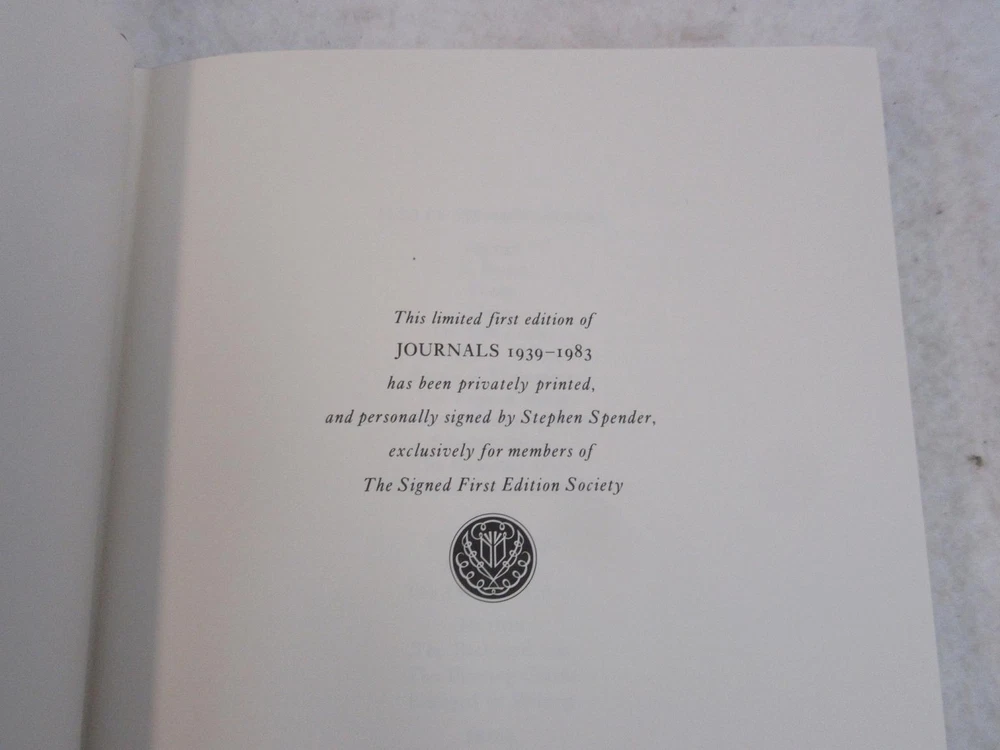 This limited first edition of
JOURNALS 1939–1983
has been privately printed,
and personally signed by Stephen Spender,
exclusively for members of
The Signed First Edition Society